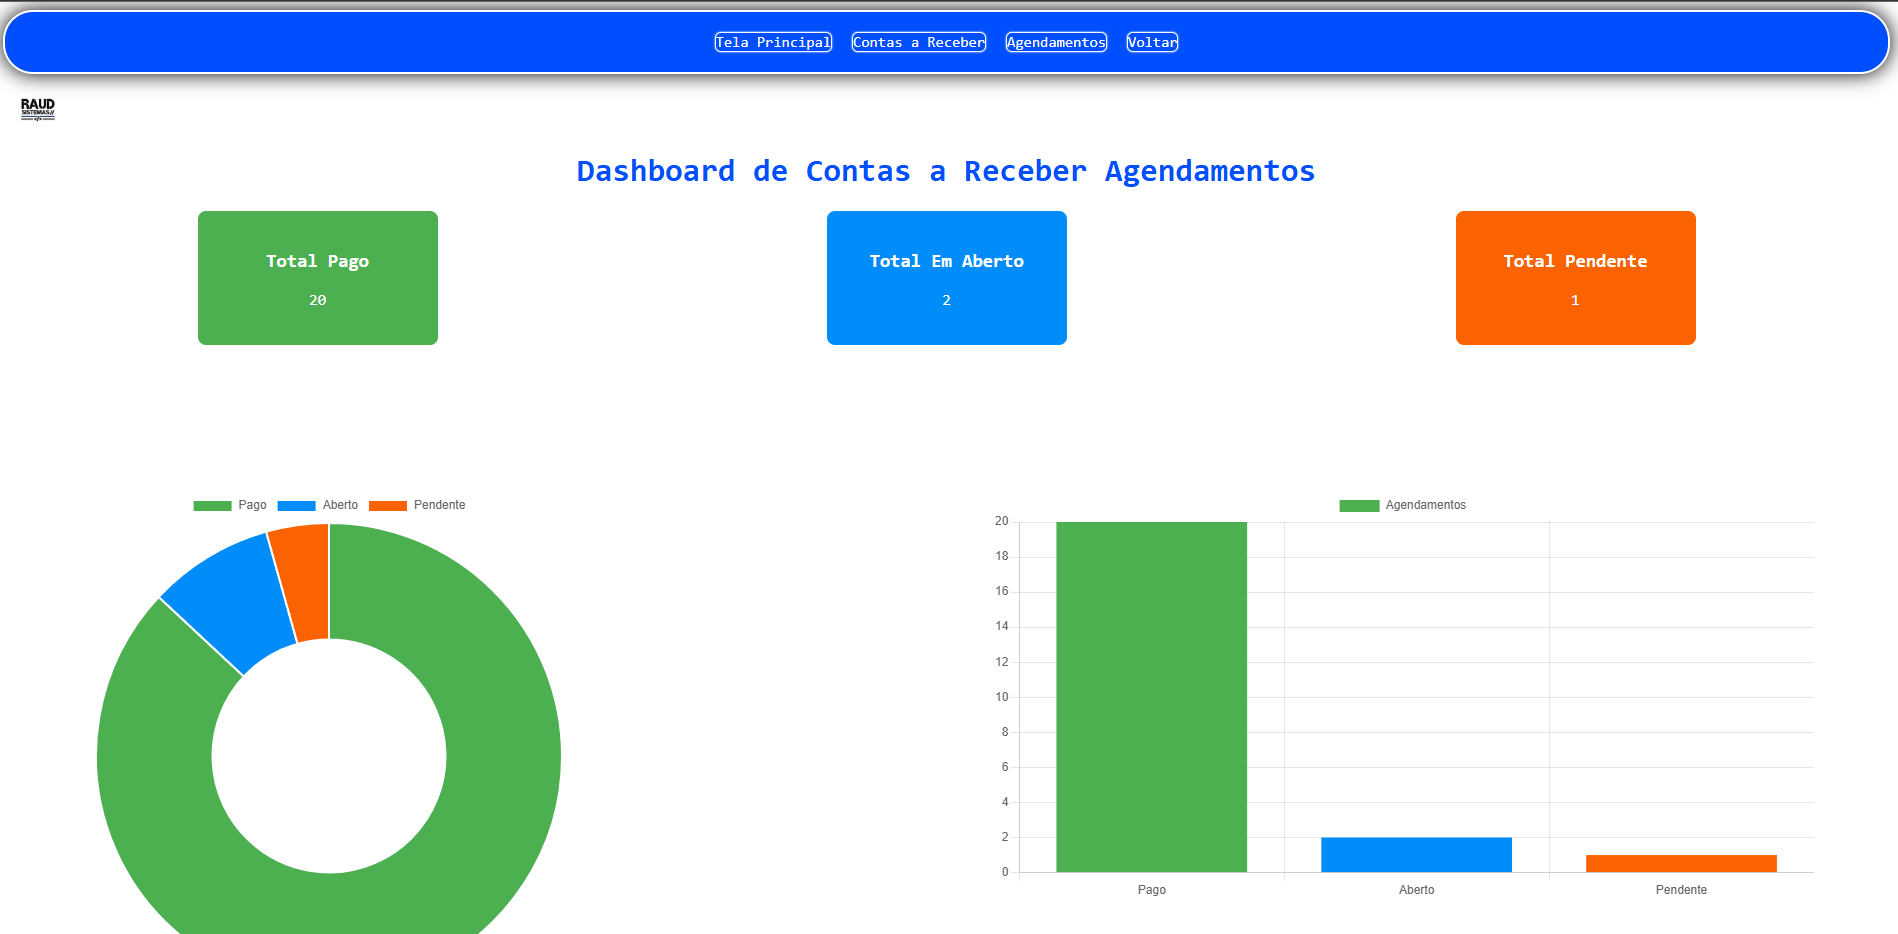 Tela Principal Contas a Receber Agendamentos Voltar
RAUD
SISTEMAS//
</>
Dashboard de Contas a Receber Agendamentos
Total Pago
20
Total Em Aberto
2
Total Pendente
1
Pago Aberto Pendente
Agendamentos
20
18
16
14
12
10
8
6
4
2
0
Pago Aberto Pendente